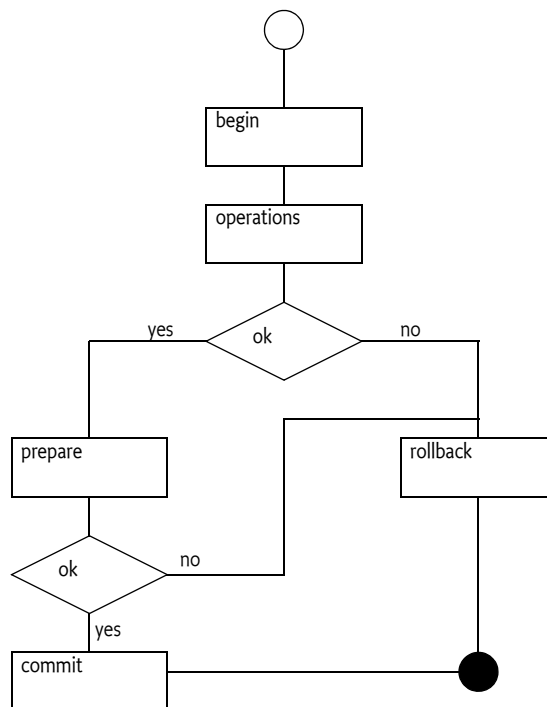 begin
operations
yes
ok
no
prepare
rollback
ok
no
yes
commit